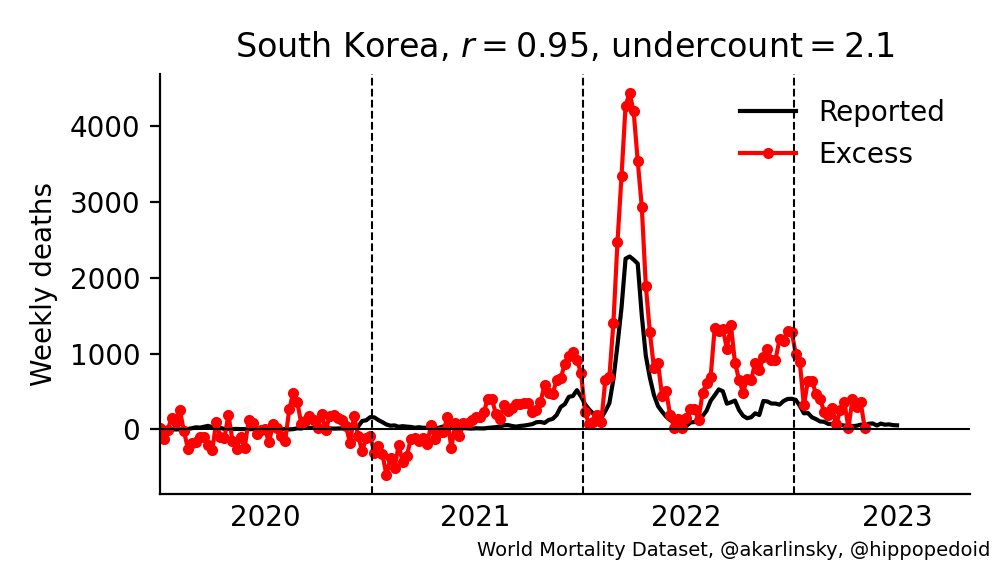 South Korea, r = 0.95, undercount = 2.1
Reported
Excess
Weekly deaths
4000
3000
2000
1000
0
2020 2021 2022 2023
World Mortality Dataset, @akarlinsky, @hippopedoid